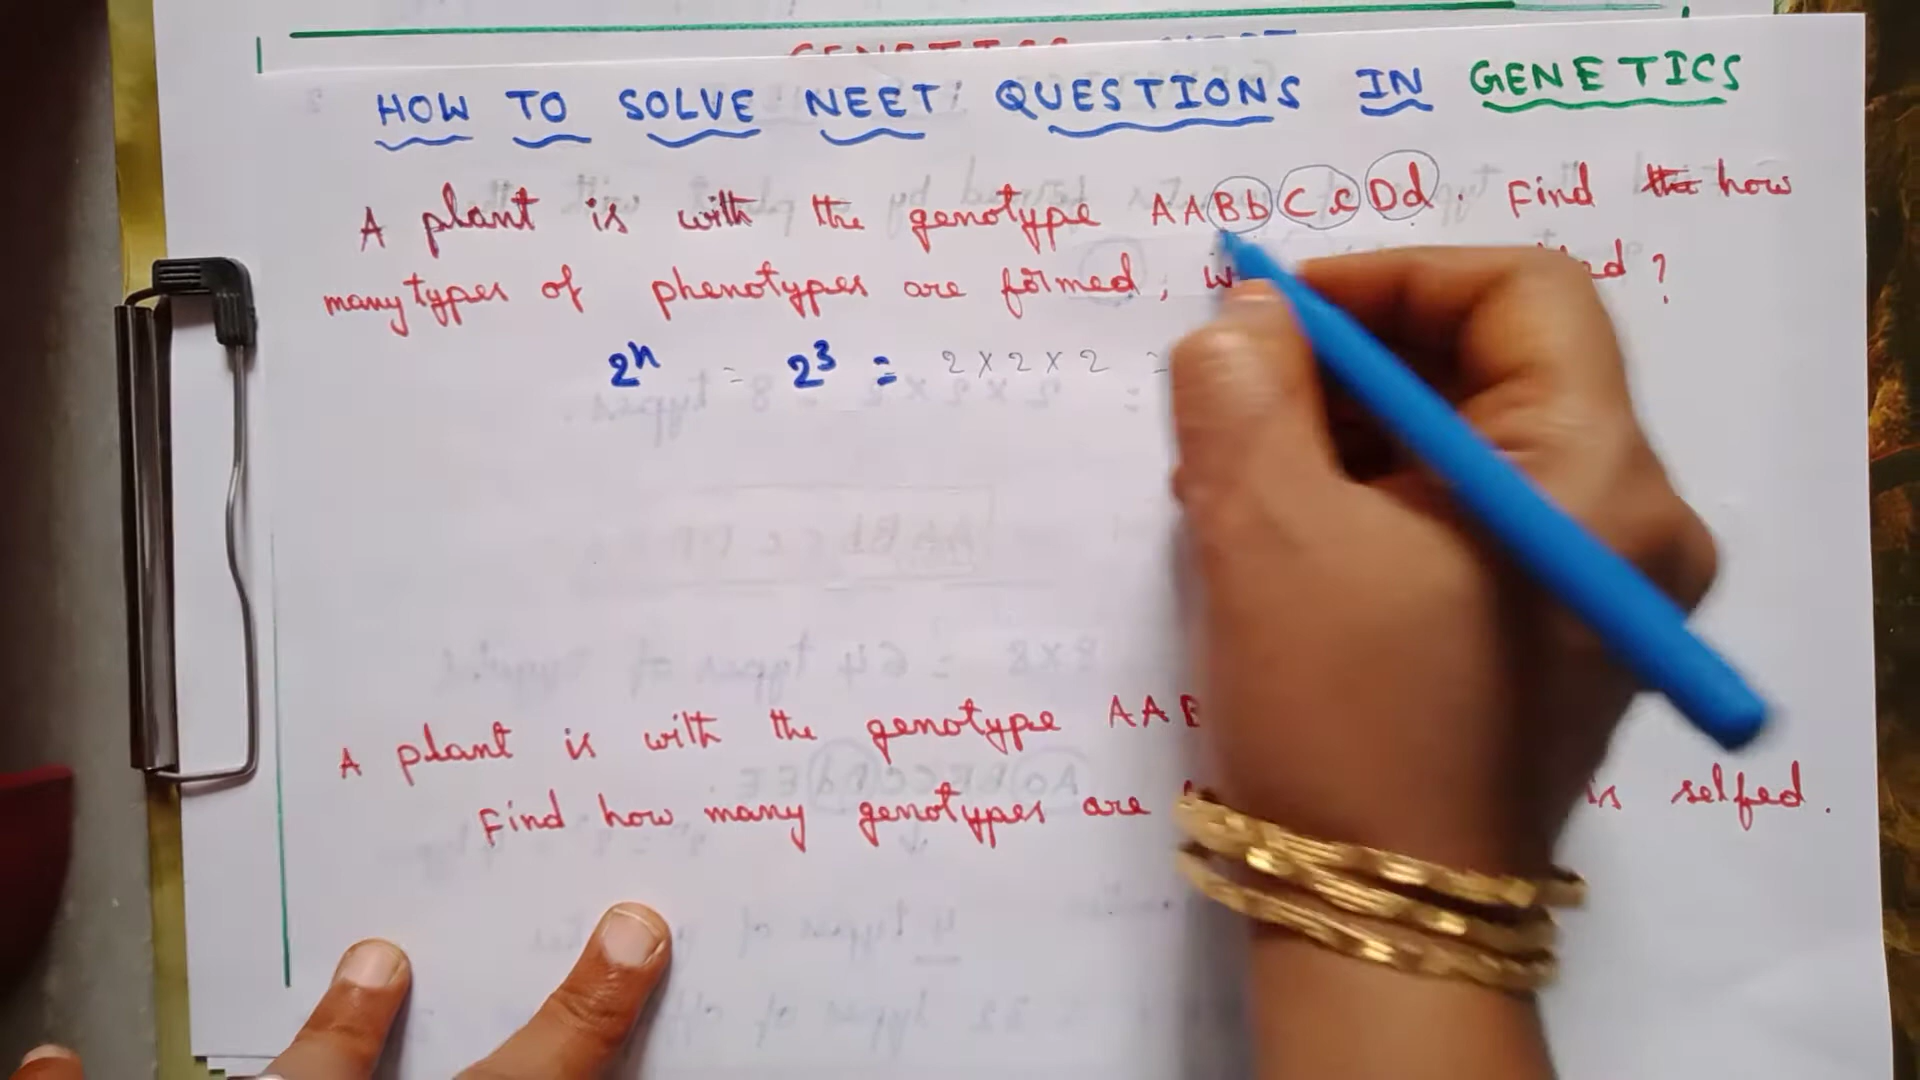 HOW TO SOLVE NEET QUESTIONS IN GENETICS
A plant is with the genotype AABbCcDd. Find the how
many types of phenotypes are formed, ?
2ⁿ = 2³ = 2 × 2 × 2 =
A plant is with the genotype AA
Find how many genotypes are is selfed.